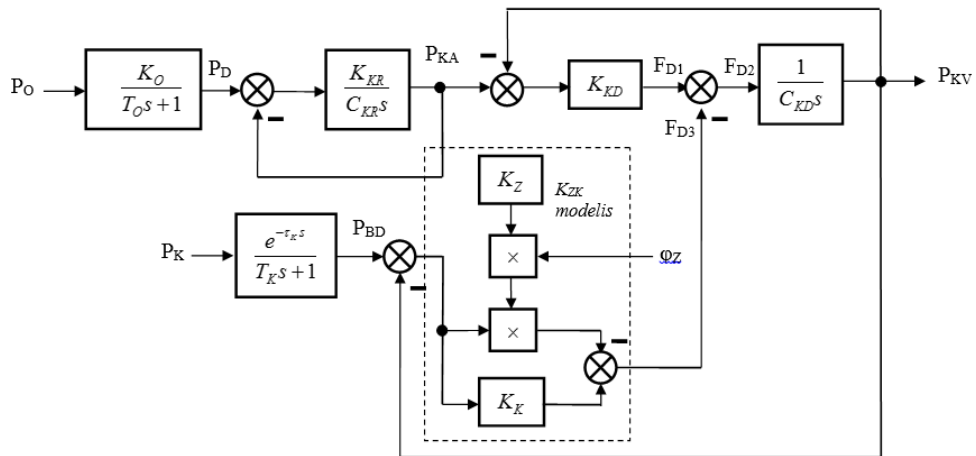 P_O
K_O
T_O s + 1
P_D
K_KR
C_KR s
P_KA
K_KD
F_D1
F_D2
1
C_KD s
P_KV
F_D3
K_Z
K_ZK
modelis
P_K
e^{-τ_K s}
T_K s + 1
P_BD
×
φz
×
K_K